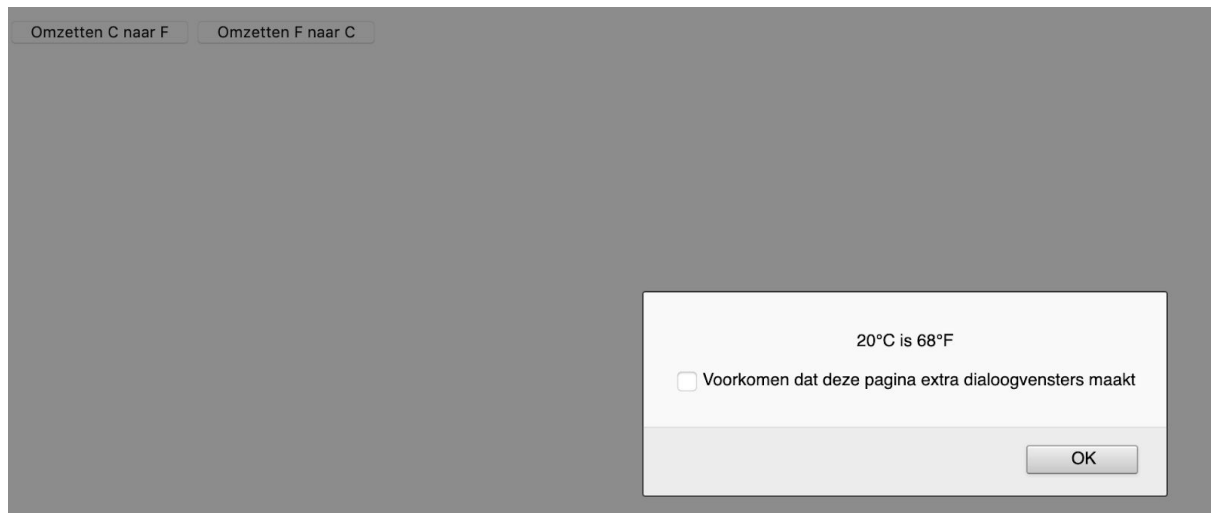 Omzetten C naar F Omzetten F naar C
20°C is 68°F
Voorkomen dat deze pagina extra dialoogvensters maakt
OK